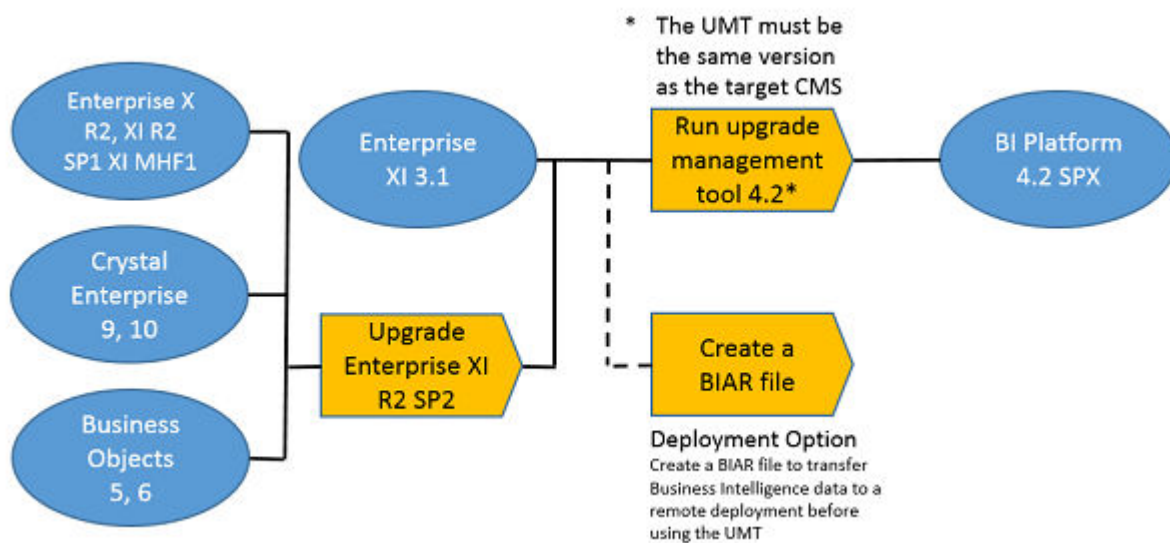 * The UMT must be
the same version
as the target CMS
Enterprise X
R2, XI R2
SP1 XI MHF1
Enterprise
XI 3.1
Run upgrade
management
tool 4.2*
BI Platform
4.2 SPX
Crystal
Enterprise
9, 10
Upgrade
Enterprise XI
R2 SP2
Create a
BIAR file
Business
Objects
5, 6
Deployment Option
Create a BIAR file to transfer
Business Intelligence data to a
remote deployment before
using the UMT